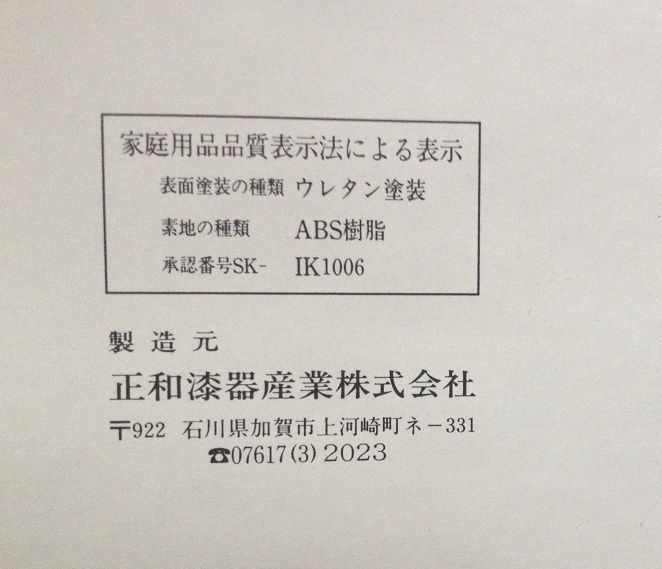 家庭用品品質表示法による表示
表面塗装の種類 ウレタン塗装
素地の種類 ABS樹脂
承認番号SK- IK1006
製造元
正和漆器産業株式会社
〒922 石川県加賀市上河崎町ネ-331
☎07617(3)2023